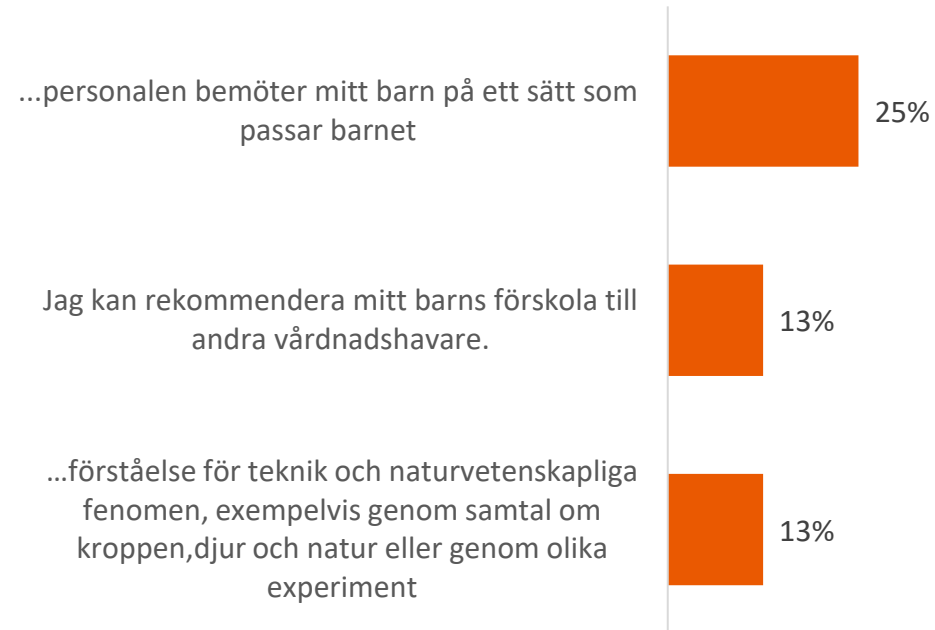 ...personalen bemöter mitt barn på ett sätt som
passar barnet
25%
Jag kan rekommendera mitt barns förskola till
andra vårdnadshavare.
13%
…förståelse för teknik och naturvetenskapliga
fenomen, exempelvis genom samtal om
kroppen,djur och natur eller genom olika
experiment
13%